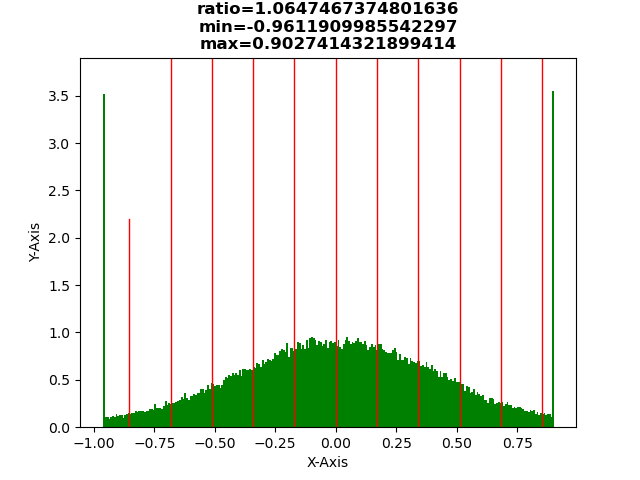 ratio=1.0647467374801636
min=-0.9611909985542297
max=0.9027414321899414
3.5
3.0
2.5
2.0
1.5
1.0
0.5
0.0
Y-Axis
−1.00 −0.75 −0.50 −0.25 0.00 0.25 0.50 0.75
X-Axis